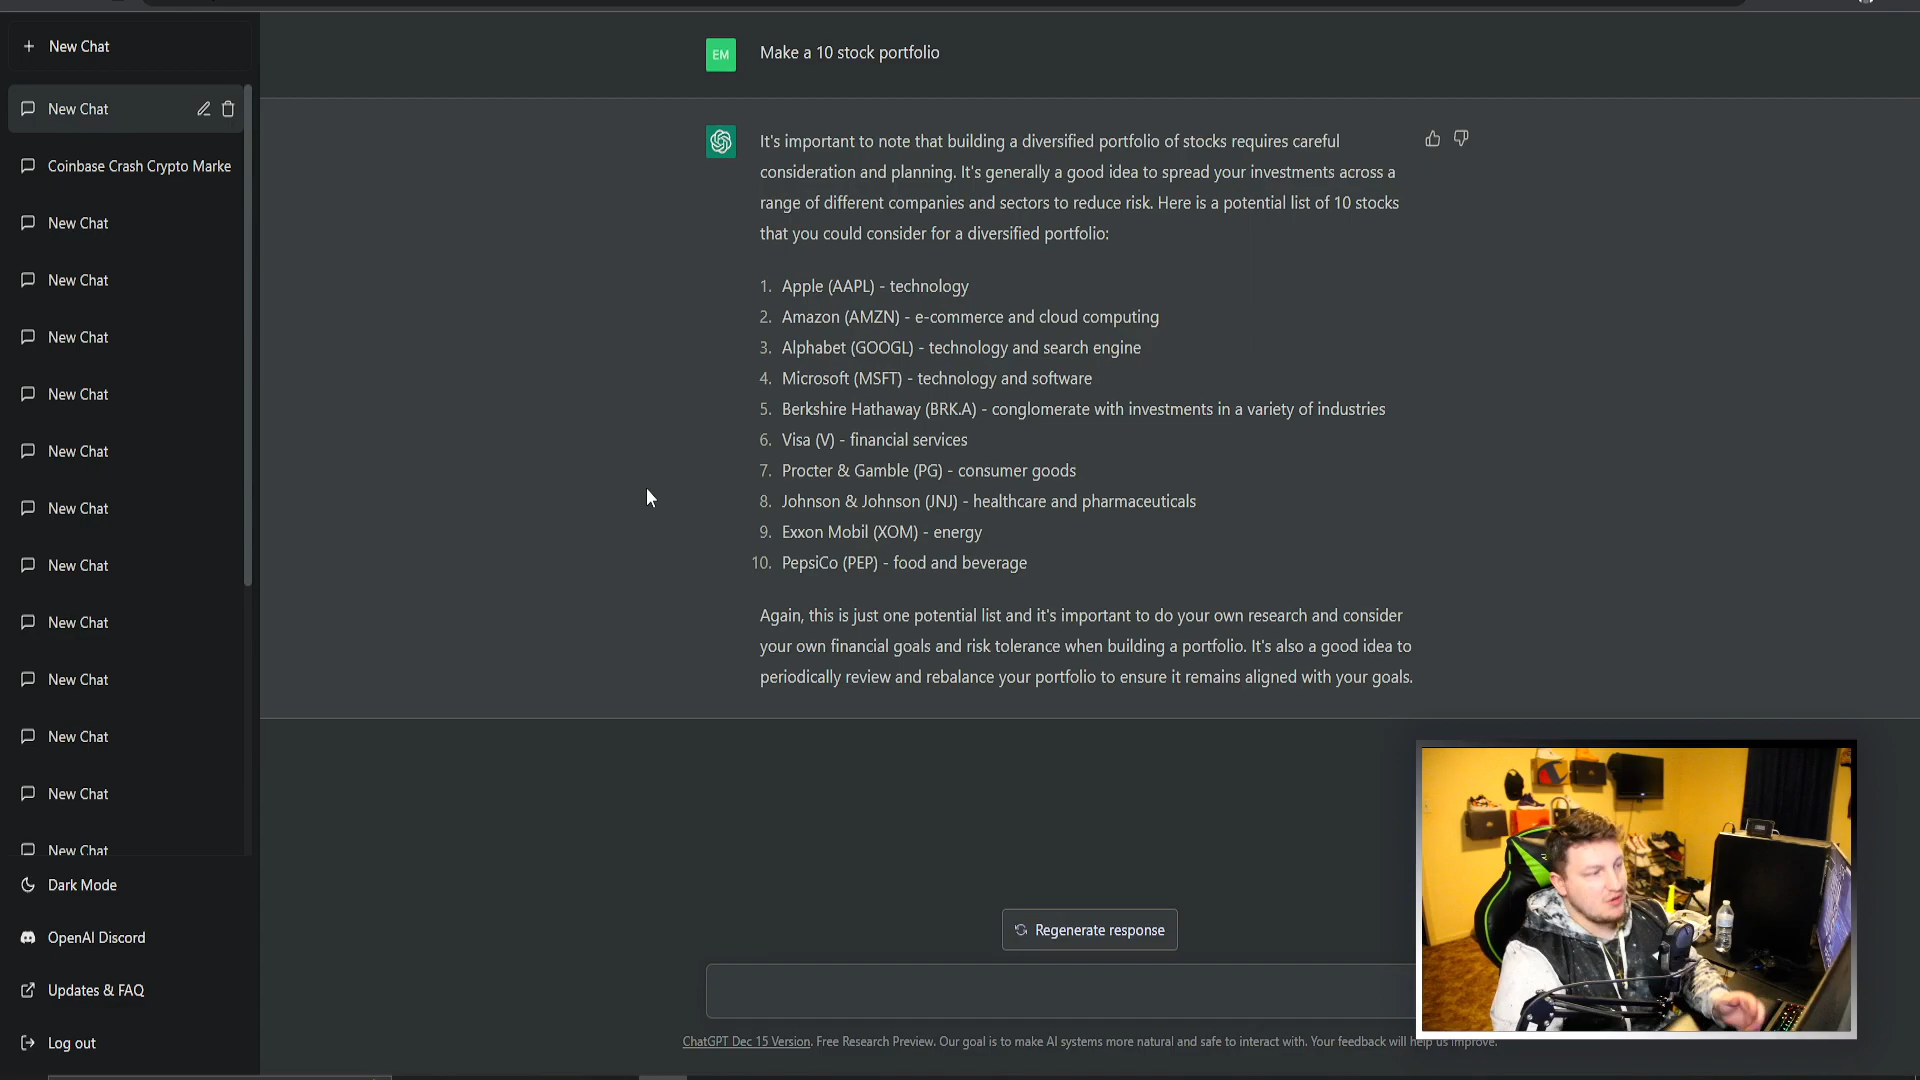 New Chat
New Chat
Coinbase Crash Crypto Marke
New Chat
New Chat
New Chat
New Chat
New Chat
New Chat
New Chat
New Chat
New Chat
New Chat
New Chat
New Chat
Dark Mode
OpenAI Discord
Updates & FAQ
Log out
EM
Make a 10 stock portfolio
It's important to note that building a diversified portfolio of stocks requires careful
consideration and planning. It's generally a good idea to spread your investments across a
range of different companies and sectors to reduce risk. Here is a potential list of 10 stocks
that you could consider for a diversified portfolio:
1. Apple (AAPL) - technology
2. Amazon (AMZN) - e-commerce and cloud computing
3. Alphabet (GOOGL) - technology and search engine
4. Microsoft (MSFT) - technology and software
5. Berkshire Hathaway (BRK.A) - conglomerate with investments in a variety of industries
6. Visa (V) - financial services
7. Procter & Gamble (PG) - consumer goods
8. Johnson & Johnson (JNJ) - healthcare and pharmaceuticals
9. Exxon Mobil (XOM) - energy
10. PepsiCo (PEP) - food and beverage
Again, this is just one potential list and it's important to do your own research and consider
your own financial goals and risk tolerance when building a portfolio. It's also a good idea to
periodically review and rebalance your portfolio to ensure it remains aligned with your goals.
Regenerate response
ChatGPT Dec 15 Version. Free Research Preview. Our goal is to make AI systems more natural and safe to interact with. Your feedback will help us improve.